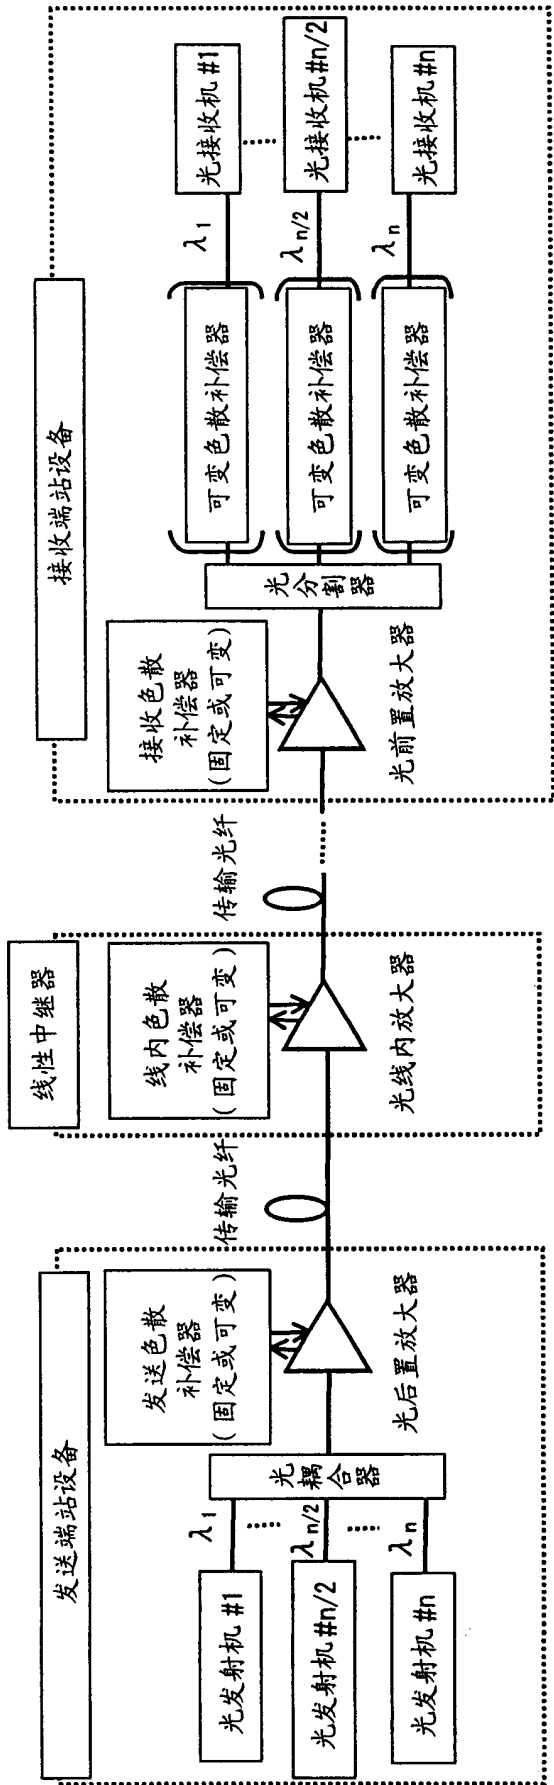 发送端站设备
光发射机 #1
光发射机 #n/2
光发射机 #n
λ1
λn/2
λn
光耦合器
发送色散
补偿器
(固定或可变)
光后置放大器
传输光纤
线性中继器
线内色散
补偿器
(固定或可变)
光线内放大器
传输光纤
接收端站设备
接收色散
补偿器
(固定或可变)
光前置放大器
光分割器
可变色散补偿器
可变色散补偿器
可变色散补偿器
λ1
λn/2
λn
光接收机 #1
光接收机 #n/2
光接收机 #n